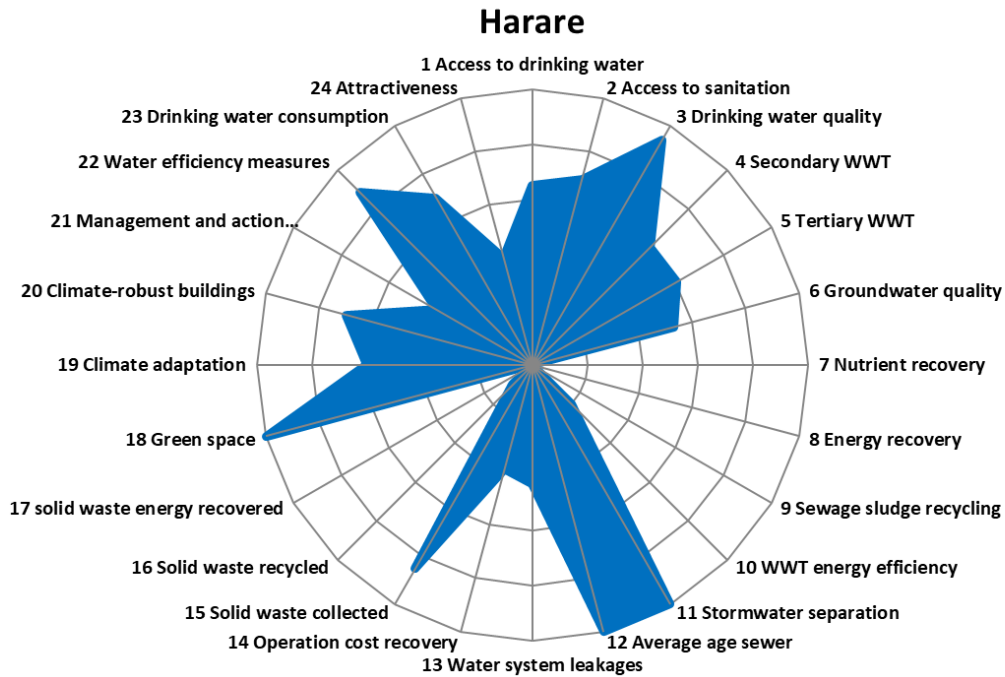 Harare
1 Access to drinking water
2 Access to sanitation
3 Drinking water quality
4 Secondary WWT
5 Tertiary WWT
6 Groundwater quality
7 Nutrient recovery
8 Energy recovery
9 Sewage sludge recycling
10 WWT energy efficiency
11 Stormwater separation
12 Average age sewer
13 Water system leakages
14 Operation cost recovery
15 Solid waste collected
16 Solid waste recycled
17 solid waste energy recovered
18 Green space
19 Climate adaptation
20 Climate-robust buildings
21 Management and action...
22 Water efficiency measures
23 Drinking water consumption
24 Attractiveness